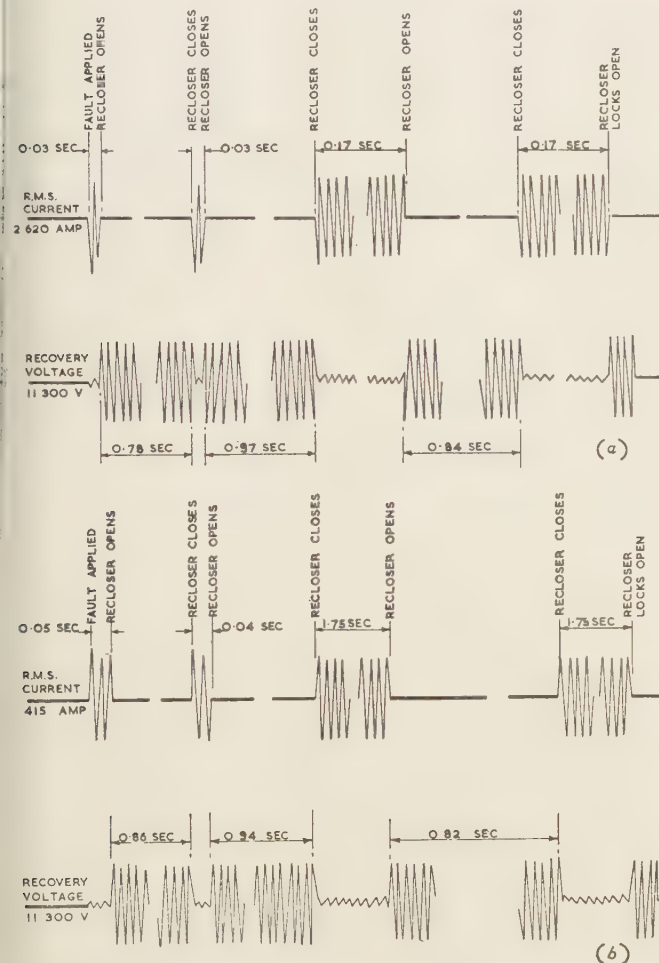 FAULT APPLIED
RECLOSER OPENS
RECLOSER CLOSES
RECLOSER OPENS
RECLOSER CLOSES
RECLOSER OPENS
RECLOSER CLOSES
RECLOSER
LOCKS OPEN
0·03 SEC
0·03 SEC
0·17 SEC
0·17 SEC
R.M.S.
CURRENT
2 620 AMP
RECOVERY
VOLTAGE
11 300 V
0·78 SEC
0·97 SEC
0·84 SEC
(a)
FAULT APPLIED
RECLOSER OPENS
RECLOSER CLOSES
RECLOSER OPENS
RECLOSER CLOSES
RECLOSER OPENS
RECLOSER CLOSES
RECLOSER
LOCKS OPEN
0·05 SEC
0·04 SEC
1·75 SEC
1·75 SEC
R.M.S.
CURRENT
415 AMP
0·86 SEC
0·94 SEC
0·82 SEC
RECOVERY
VOLTAGE
11 300 V
(b)